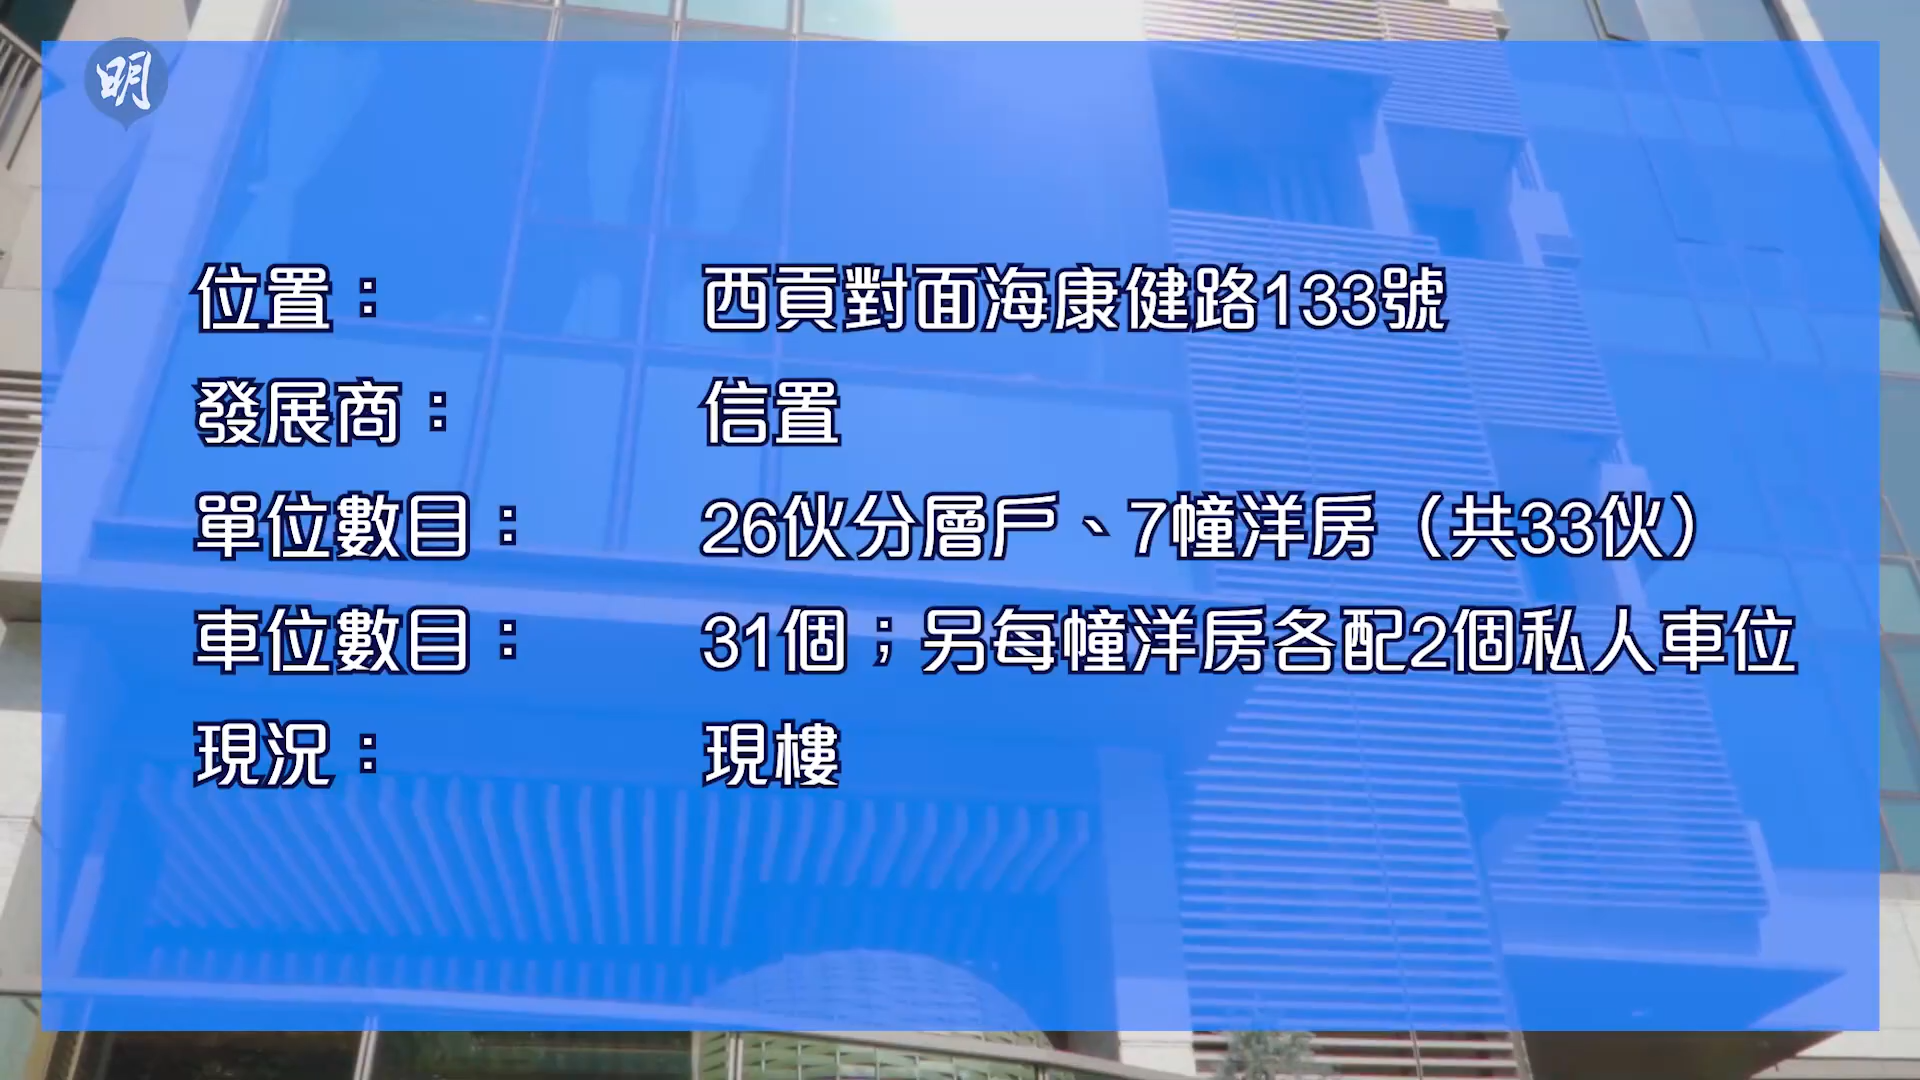 明
位置： 西貢對面海康健路133號
發展商： 信置
單位數目： 26伙分層戶、7幢洋房（共33伙）
車位數目： 31個；另每幢洋房各配2個私人車位
現況： 現樓